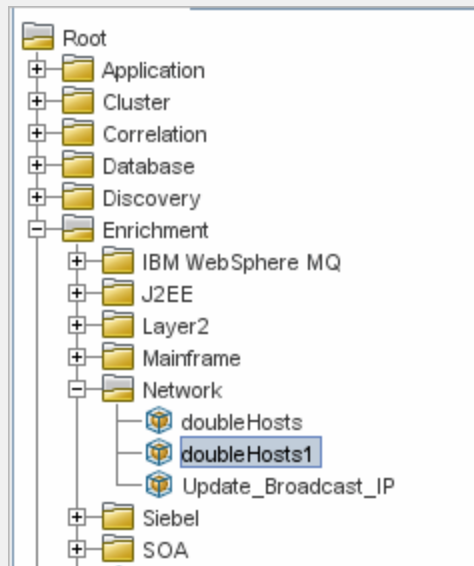 Root
Application
Cluster
Correlation
Database
Discovery
Enrichment
IBM WebSphere MQ
J2EE
Layer2
Mainframe
Network
doubleHosts
doubleHosts1
Update_Broadcast_IP
Siebel
SOA